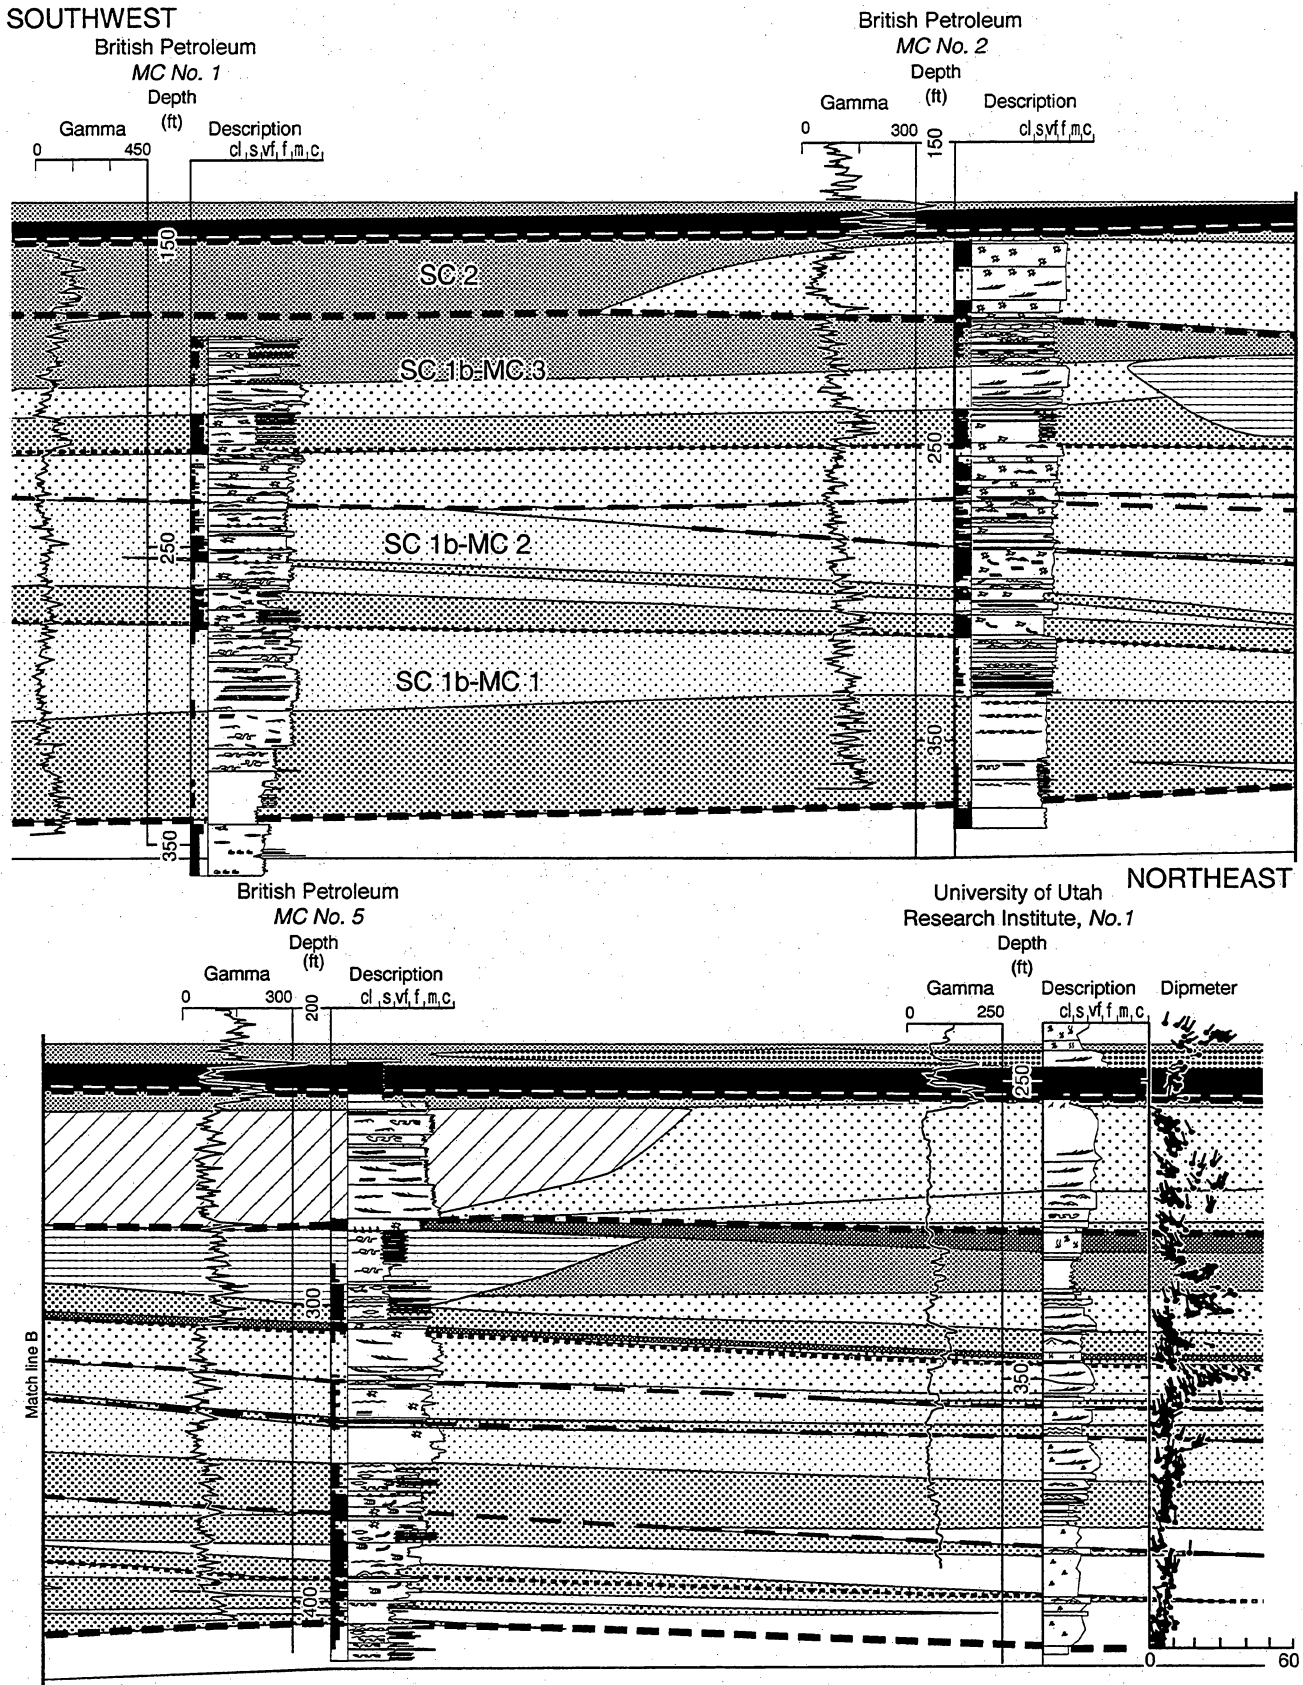 SOUTHWEST
British Petroleum
MC No. 1
Depth
(ft)
Gamma
Description
0 450
cl s vf f m c
British Petroleum
MC No. 2
Depth
(ft)
Gamma
Description
0 300
150
cl s vf f m c
150
SC 2
SC 1b-MC 3
250
SC 1b-MC 2
250
SC 1b-MC 1
350
350
NORTHEAST
British Petroleum
MC No. 5
Depth
(ft)
Gamma
Description
0 300
200
cl s vf f m c
University of Utah
Research Institute, No.1
Depth
(ft)
Gamma
Description
Dipmeter
0 250
cl s vf f m c
250
300
350
Match line B
400
0 60